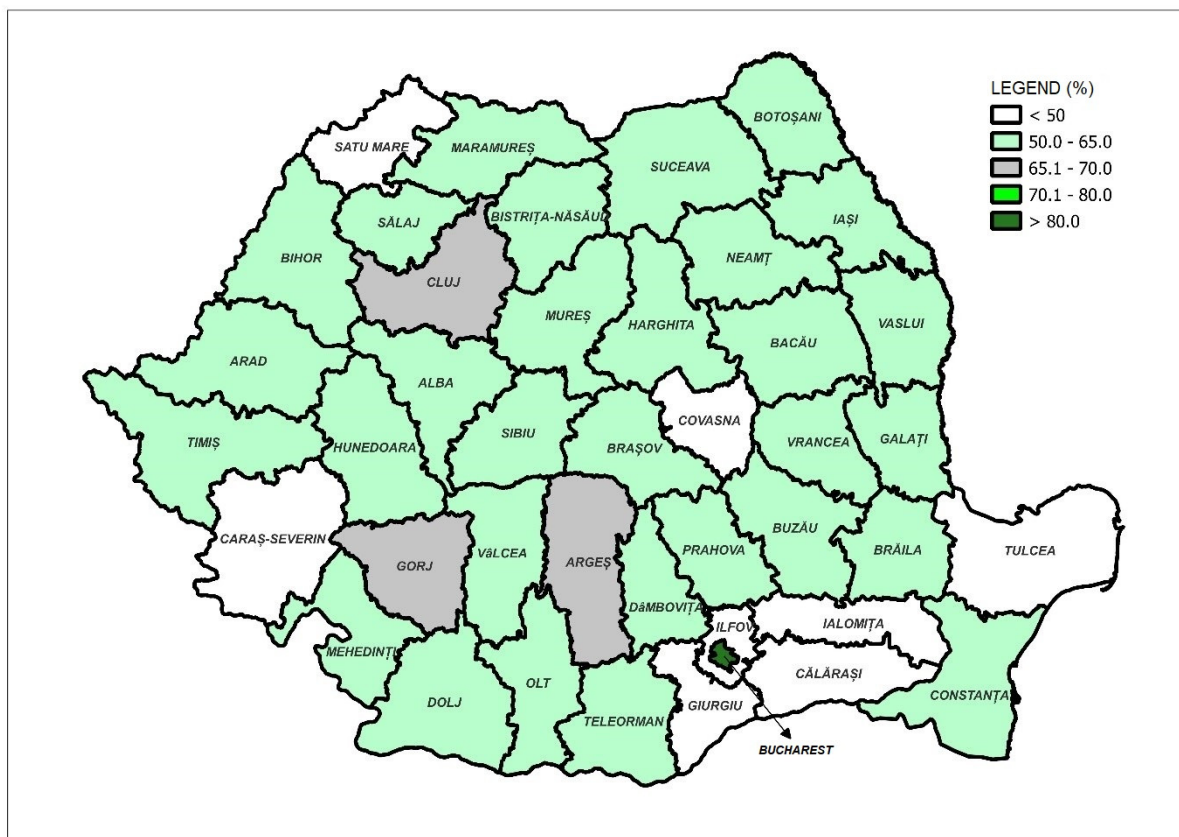 LEGEND (%)
< 50
50.0 - 65.0
65.1 - 70.0
70.1 - 80.0
> 80.0
BOTOȘANI
SATU MARE
MARAMUREȘ
SUCEAVA
SĂLAJ
BISTRIȚA-NĂSĂUD
IAȘI
BIHOR
NEAMȚ
CLUJ
MUREȘ
HARGHITA
VASLUI
BACĂU
ARAD
ALBA
COVASNA
SIBIU
TIMIȘ
HUNEDOARA
BRAȘOV
VRANCEA
GALAȚI
BUZĂU
CARAȘ-SEVERIN
VâLCEA
PRAHOVA
BRĂILA
TULCEA
GORJ
ARGEȘ
DâMBOVIȚA
ILFOV
IALOMIȚA
MEHEDINȚI
CĂLĂRAȘI
OLT
CONSTANȚA
DOLJ
GIURGIU
TELEORMAN
BUCHAREST